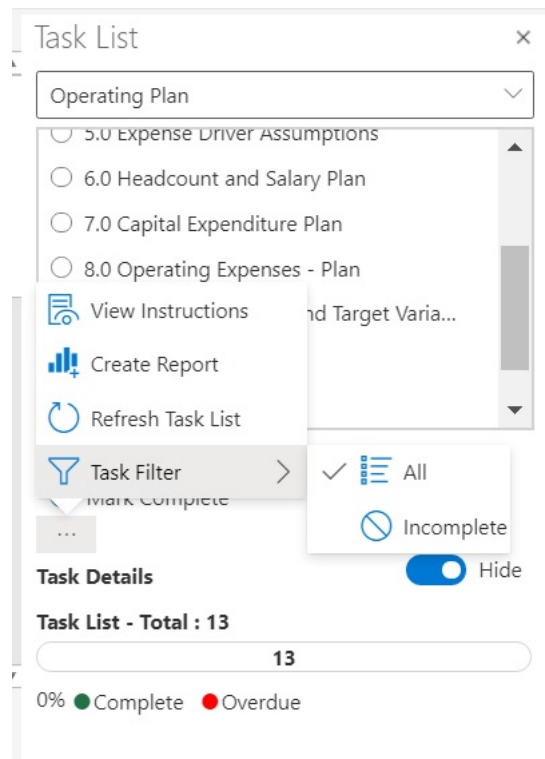 Task List
Operating Plan
5.0 Expense Driver Assumptions
6.0 Headcount and Salary Plan
7.0 Capital Expenditure Plan
8.0 Operating Expenses - Plan
View Instructions
nd Target Varia...
Create Report
Refresh Task List
Task Filter
All
Mark Complete
Incomplete
...
Task Details
Hide
Task List - Total : 13
13
0% Complete Overdue